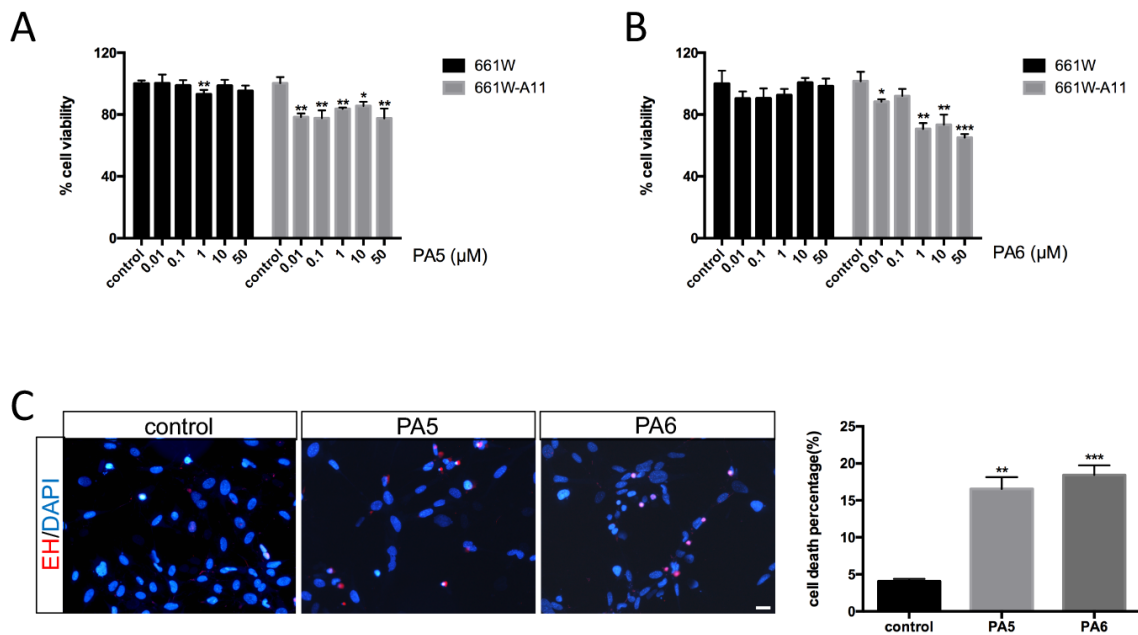 A
120
80
40
0
% cell viability
control
0.01
0.1
1
10
50
control
0.01
0.1
1
10
50
** ** ** ** * **
PA5 (µM)
661W
661W-A11
B
120
80
40
0
% cell viability
control
0.01
0.1
1
10
50
control
0.01
0.1
1
10
50
* ** ** ***
PA6 (µM)
661W
661W-A11
C
control
PA5
PA6
EH/DAPI
25
20
15
10
5
0
cell death percentage(%)
** ***
control
PA5
PA6